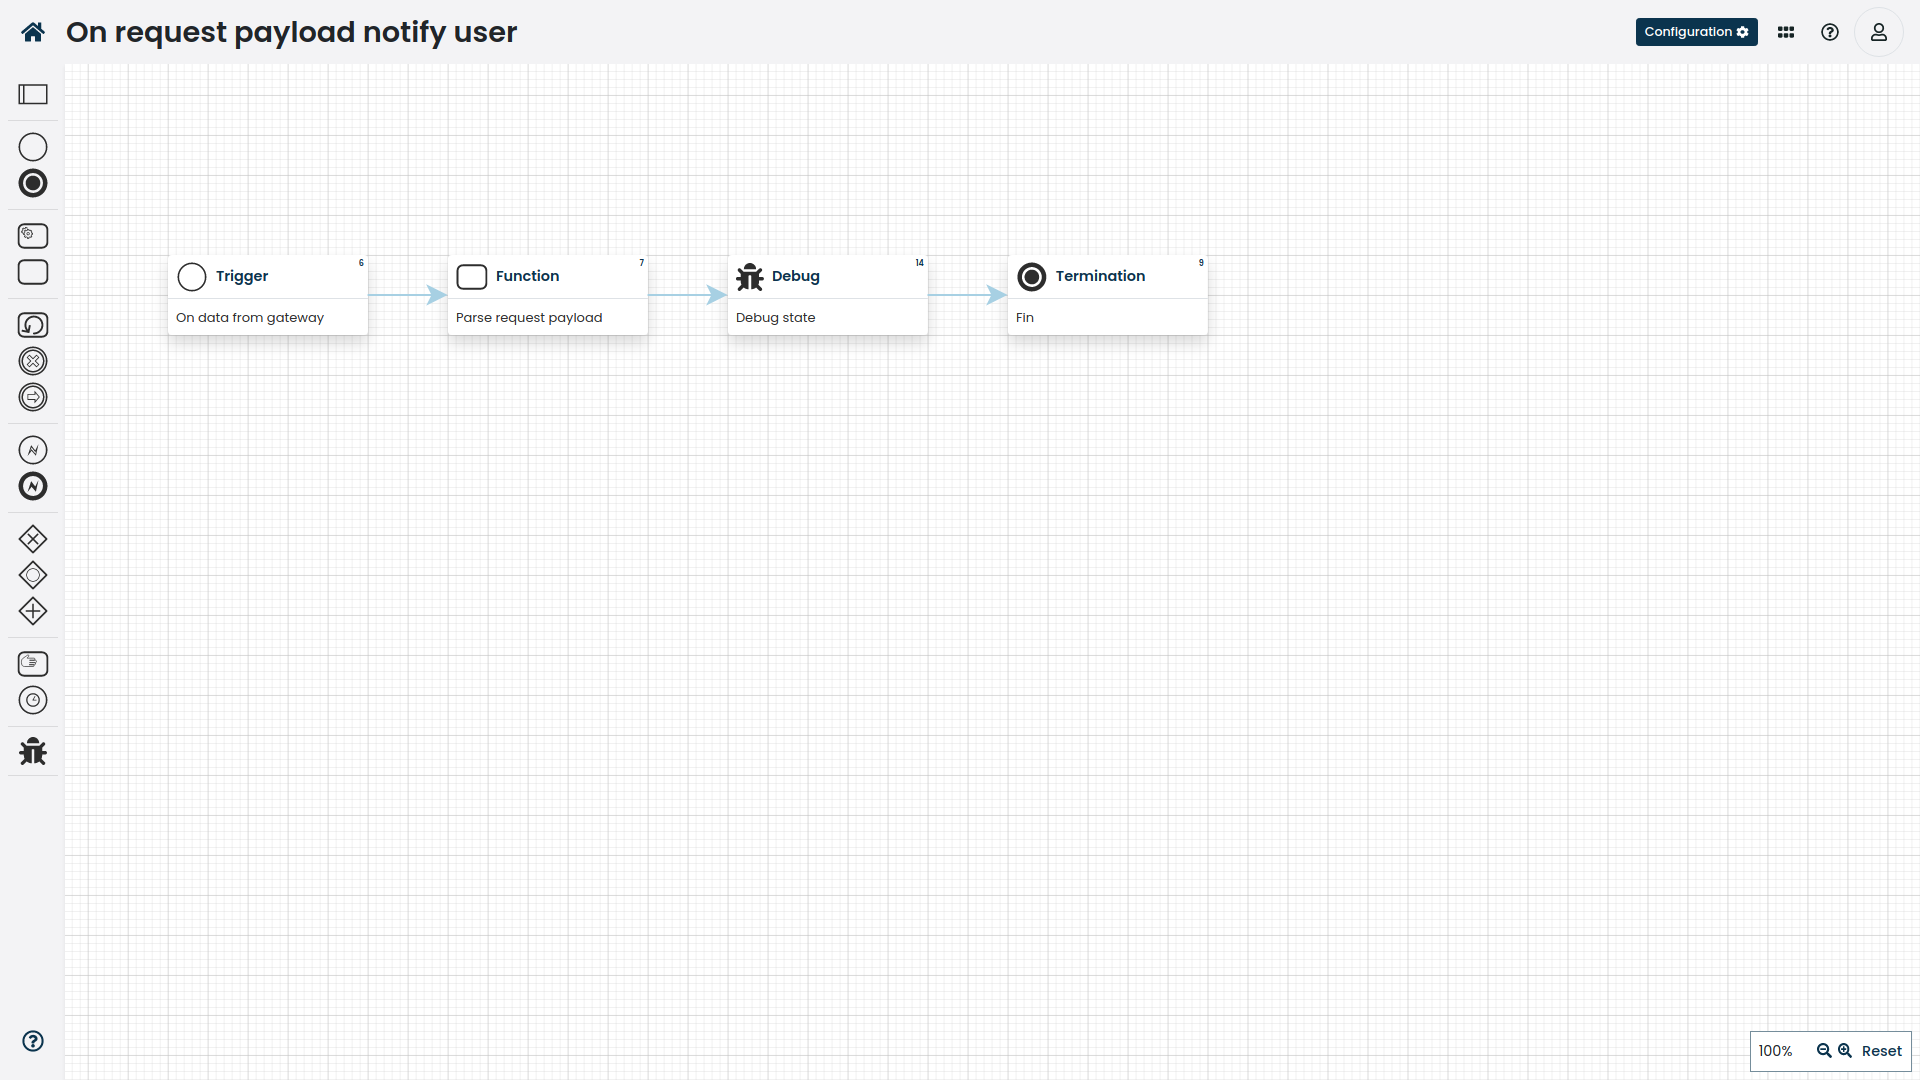 On request payload notify user
Configuration
6
Trigger
On data from gateway
7
Function
Parse request payload
14
Debug
Debug state
9
Termination
Fin
100%
Reset